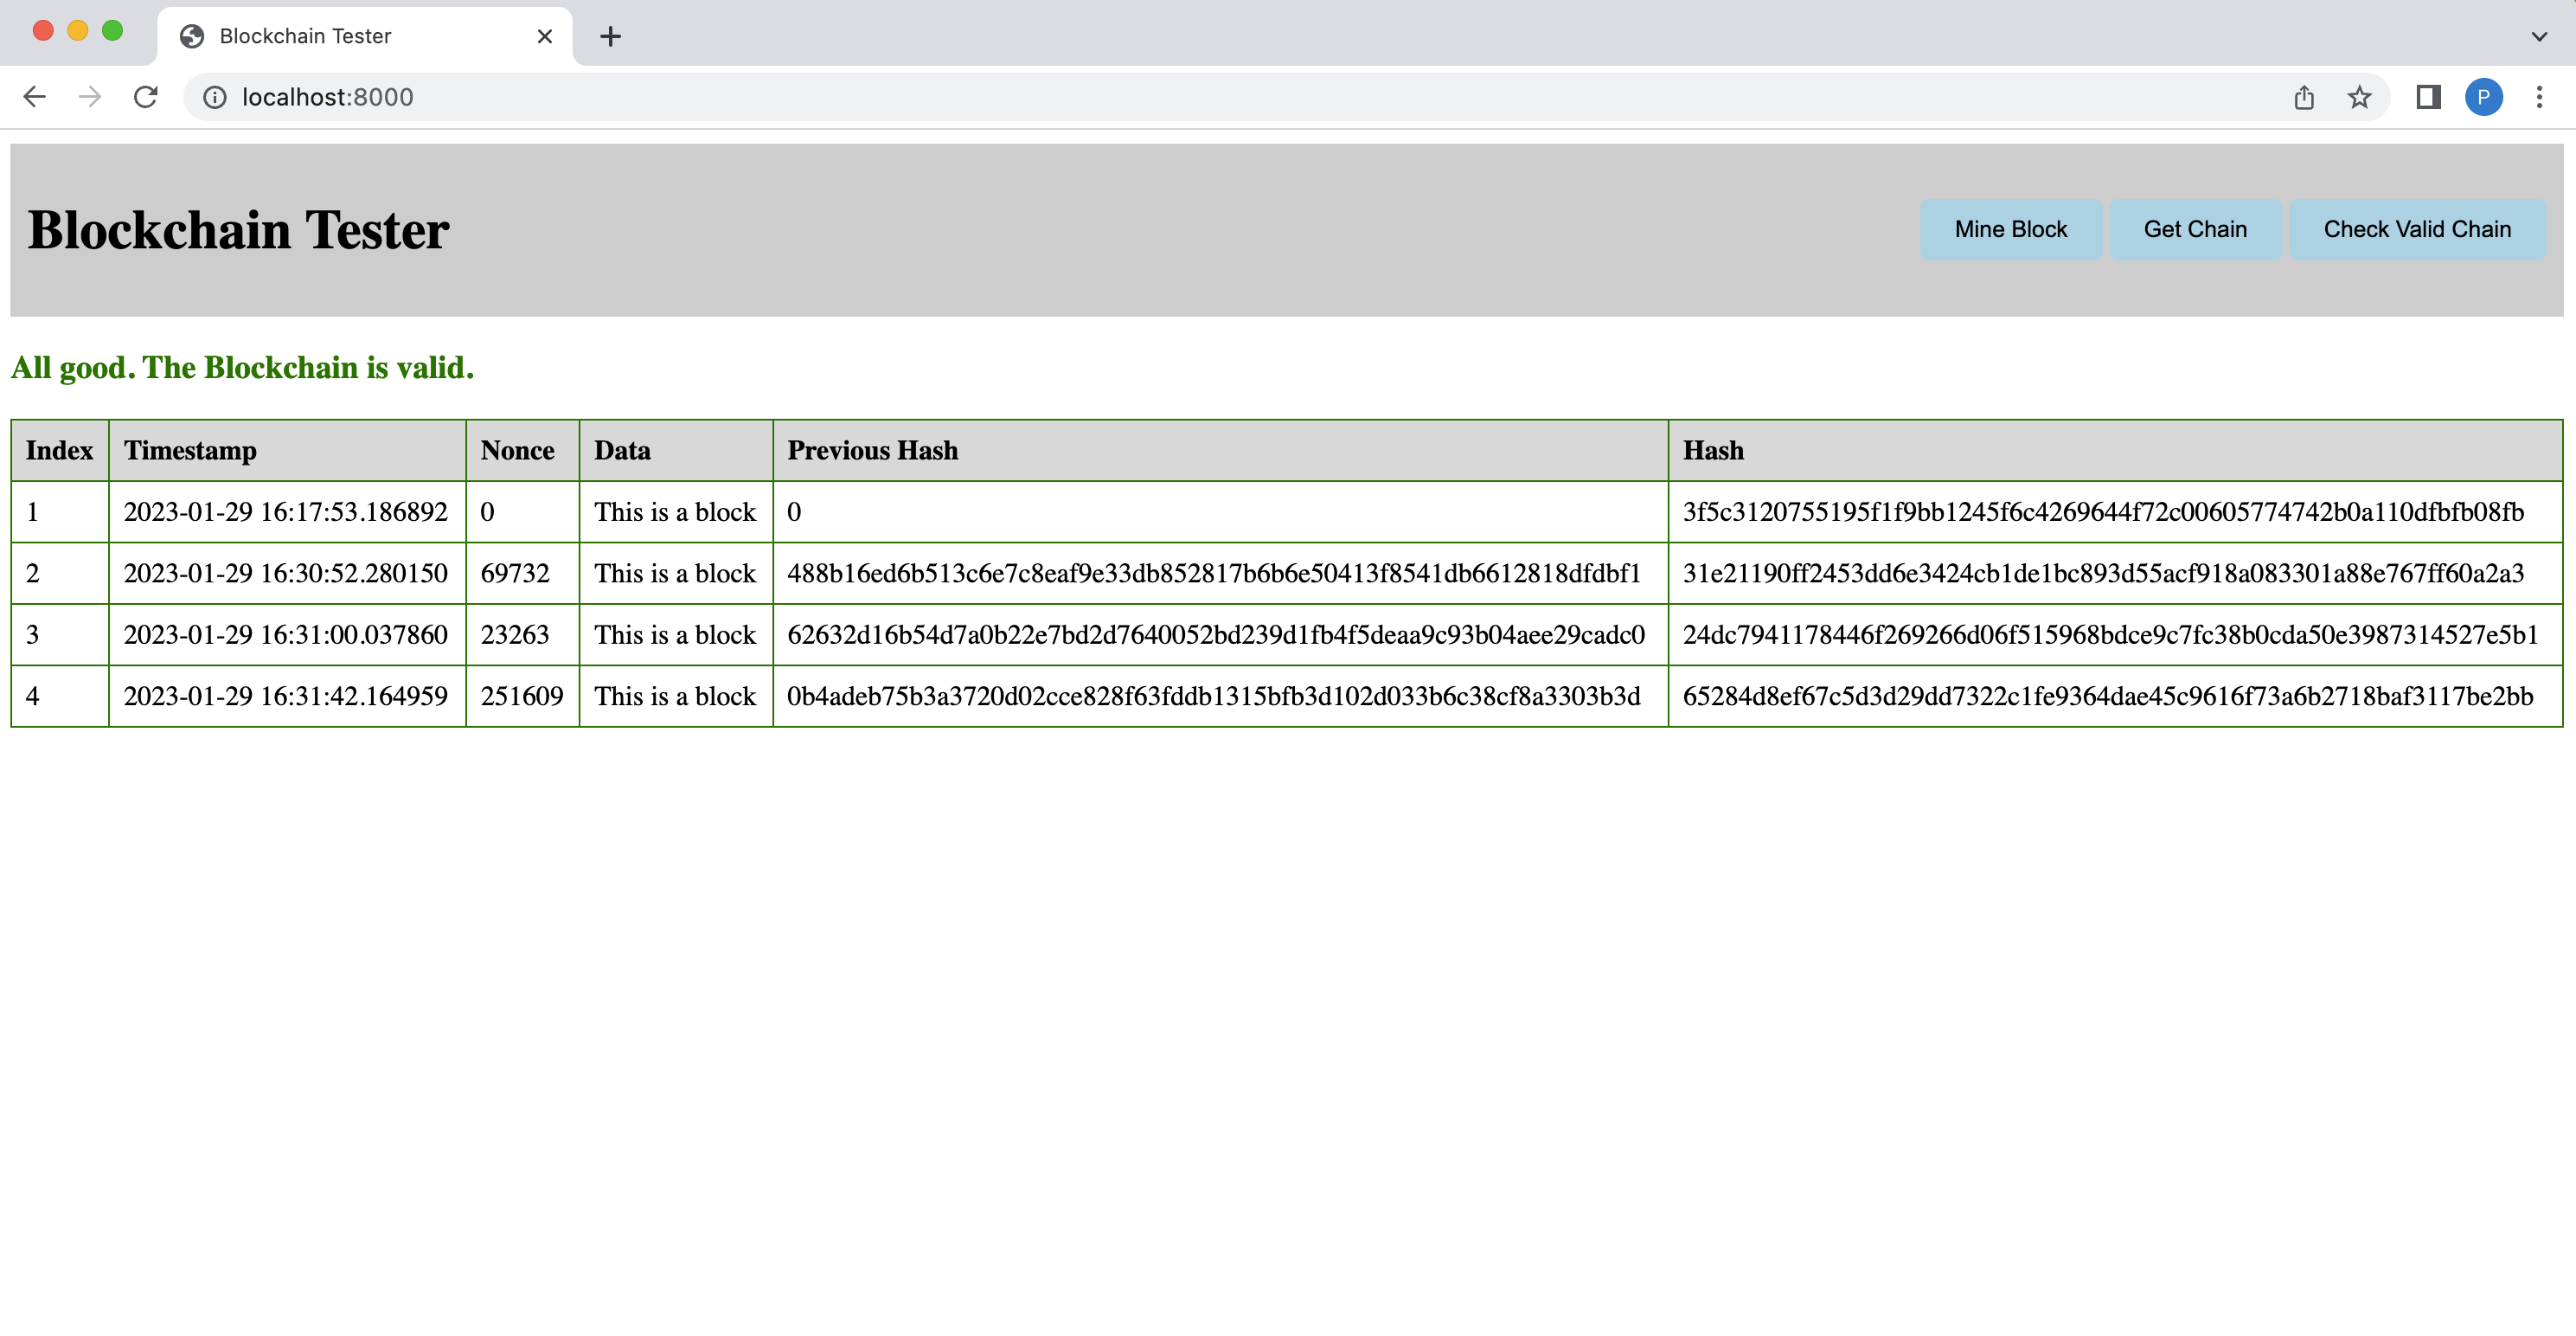 Blockchain Tester
localhost:8000
P
Blockchain Tester
Mine Block Get Chain Check Valid Chain
All good. The Blockchain is valid.
Index Timestamp Nonce Data Previous Hash Hash
1 2023-01-29 16:17:53.186892 0 This is a block 0 3f5c3120755195f1f9bb1245f6c4269644f72c00605774742b0a110dfbfb08fb
2 2023-01-29 16:30:52.280150 69732 This is a block 488b16ed6b513c6e7c8eaf9e33db852817b6b6e50413f8541db6612818dfdbf1 31e21190ff2453dd6e3424cb1de1bc893d55acf918a083301a88e767ff60a2a3
3 2023-01-29 16:31:00.037860 23263 This is a block 62632d16b54d7a0b22e7bd2d7640052bd239d1fb4f5deaa9c93b04aee29cadc0 24dc7941178446f269266d06f515968bdce9c7fc38b0cda50e3987314527e5b1
4 2023-01-29 16:31:42.164959 251609 This is a block 0b4adeb75b3a3720d02cce828f63fddb1315bfb3d102d033b6c38cf8a3303b3d 65284d8ef67c5d3d29dd7322c1fe9364dae45c9616f73a6b2718baf3117be2bb